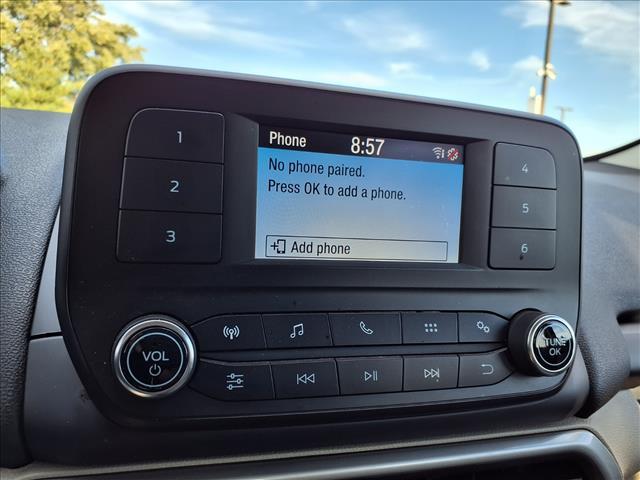 Phone 8:57
No phone paired.
Press OK to add a phone.
Add phone
1
2
3
4
5
6
VOL
TUNE
OK